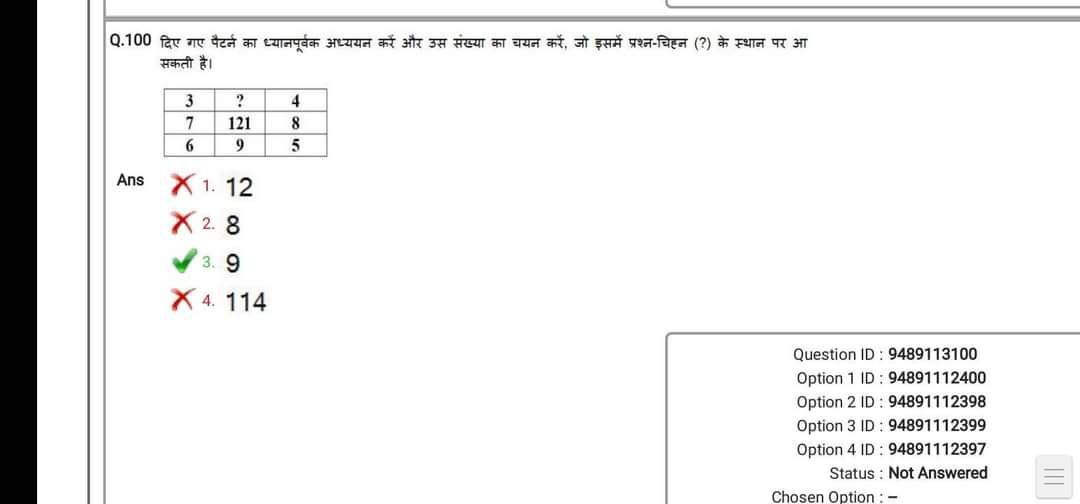 Q.100 दिए गए पैटर्न का ध्यानपूर्वक अध्ययन करें और उस संख्या का चयन करें, जो इसमें प्रश्न-चिह्न (?) के स्थान पर आ
सकती है।
3 ? 4
7 121 8
6 9 5
Ans 1. 12
2. 8
3. 9
4. 114
Question ID : 9489113100
Option 1 ID : 94891112400
Option 2 ID : 94891112398
Option 3 ID : 94891112399
Option 4 ID : 94891112397
Status : Not Answered
Chosen Option : --